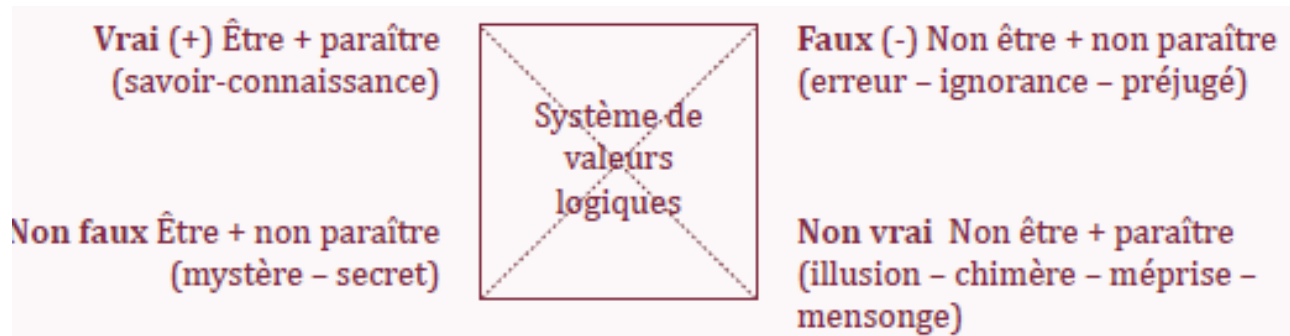 Vrai (+) Être + paraître
(savoir-connaissance)
Faux (-) Non être + non paraître
(erreur – ignorance – préjugé)
Système de
valeurs
logiques
Non faux Être + non paraître
(mystère – secret)
Non vrai Non être + paraître
(illusion – chimère – méprise –
mensonge)